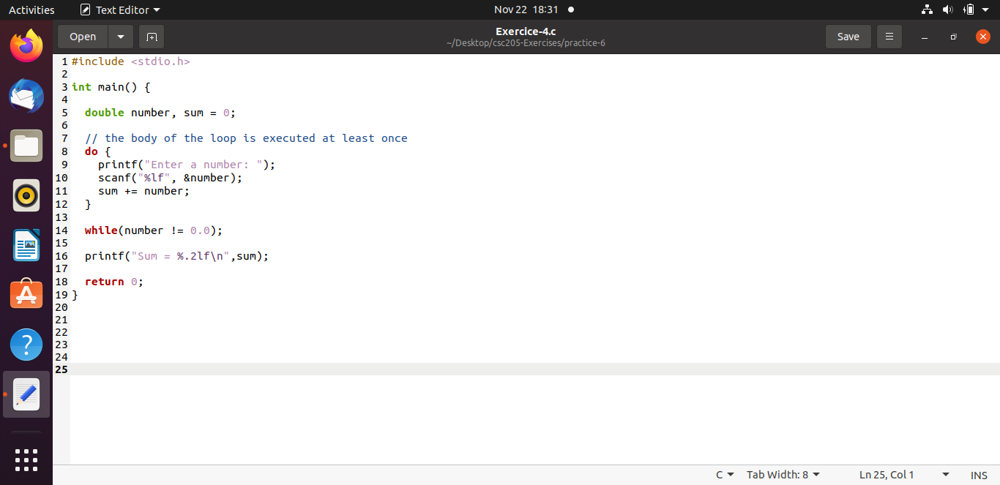 Activities Text Editor Nov 22 18:31
Open Exercice-4.c Save
~/Desktop/csc205-Exercises/practice-6
1 #include <stdio.h>
2
3 int main() {
4
5   double number, sum = 0;
6
7   // the body of the loop is executed at least once
8   do {
9     printf("Enter a number: ");
10     scanf("%lf", &number);
11     sum += number;
12   }
13
14   while(number != 0.0);
15
16   printf("Sum = %.2lf\n",sum);
17
18   return 0;
19 }
20
21
22
23
24
25
C Tab Width: 8 Ln 25, Col 1 INS